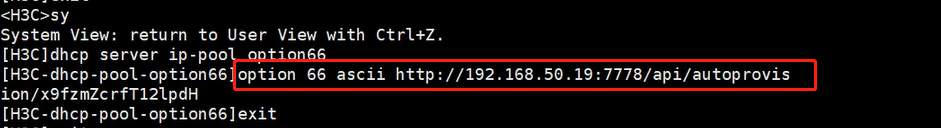 <H3C>sy
System View: return to User View with Ctrl+Z.
[H3C]dhcp server ip-pool option66
[H3C-dhcp-pool-option66]option 66 ascii http://192.168.50.19:7778/api/autoprovis
ion/x9fzmZcrfT12lpdH
[H3C-dhcp-pool-option66]exit